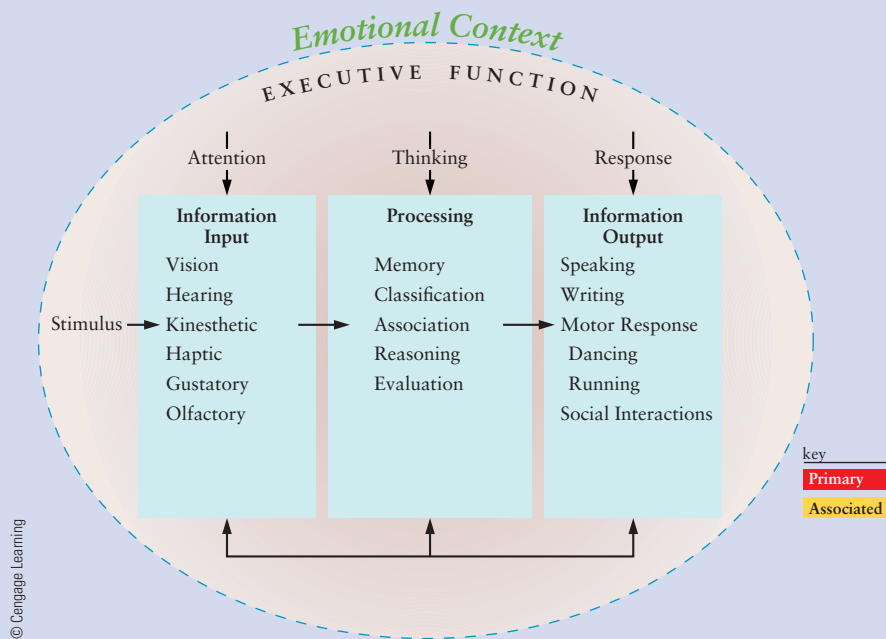 Emotional Context
EXECUTIVE FUNCTION
Attention
Thinking
Response
Information
Input
Vision
Hearing
Kinesthetic
Haptic
Gustatory
Olfactory
Processing
Memory
Classification
Association
Reasoning
Evaluation
Information
Output
Speaking
Writing
Motor Response
Dancing
Running
Social Interactions
Stimulus
key
Primary
Associated
© Cengage Learning